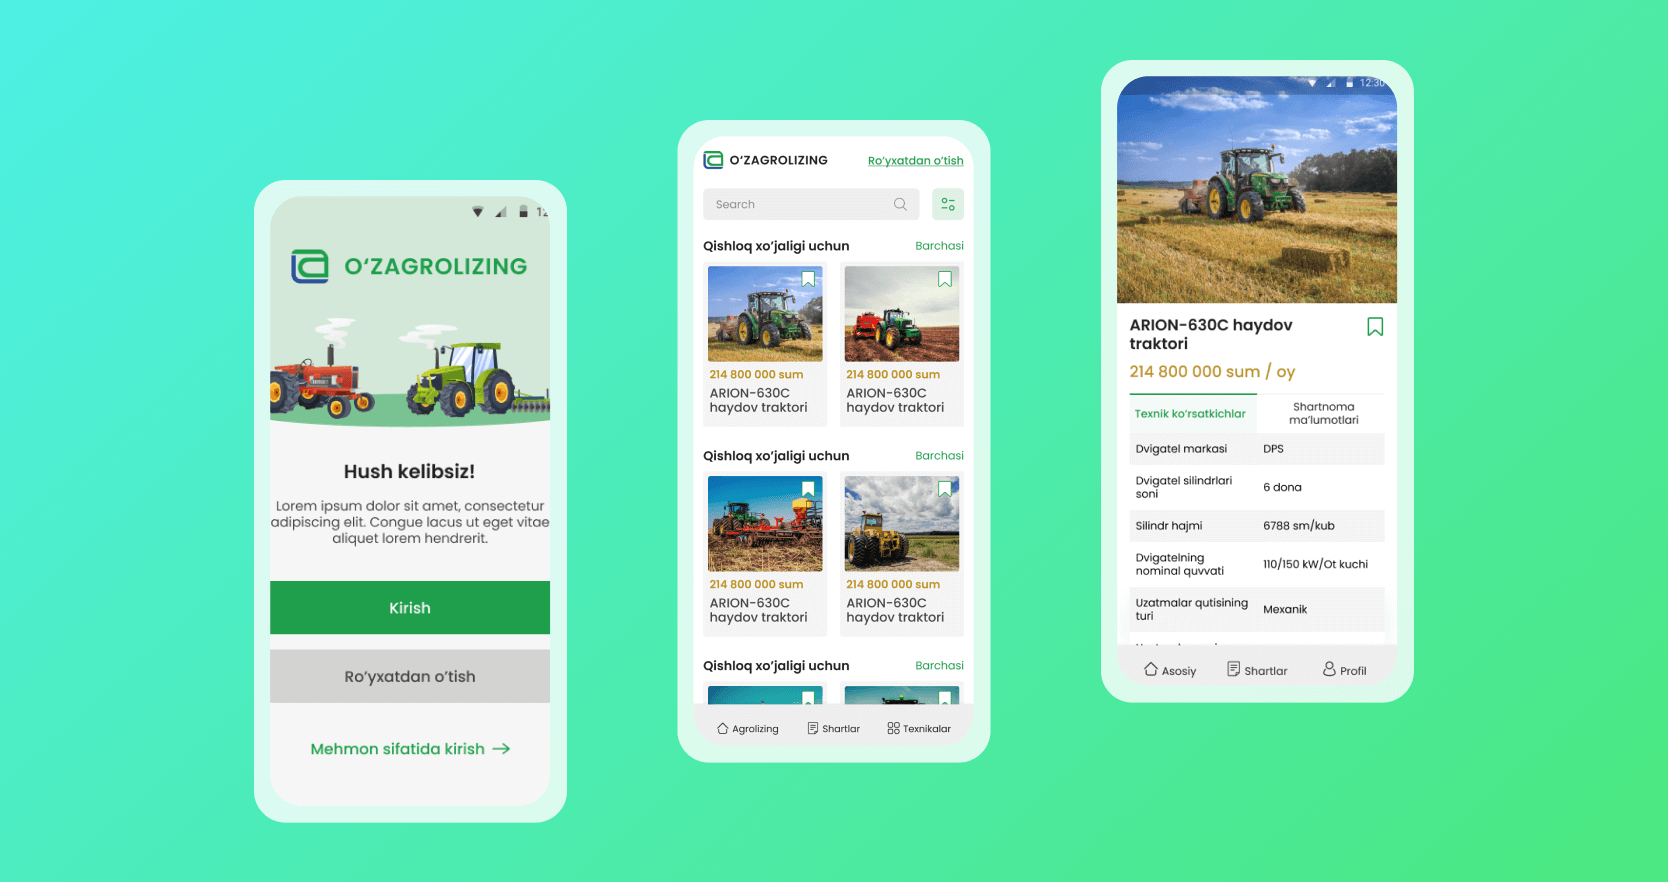 O‘ZAGROLIZING
Hush kelibsiz!
Lorem ipsum dolor sit amet, consectetur
adipiscing elit. Congue lacus ut eget vitae
aliquet lorem hendrerit.
Kirish
Ro’yxatdan o’tish
Mehmon sifatida kirish
O‘ZAGROLIZING
Ro‘yxatdan o‘tish
Search
Qishloq xo’jaligi uchun
Barchasi
214 800 000 sum
ARION-630C
haydov traktori
214 800 000 sum
ARION-630C
haydov traktori
Qishloq xo’jaligi uchun
Barchasi
214 800 000 sum
ARION-630C
haydov traktori
214 800 000 sum
ARION-630C
haydov traktori
Qishloq xo’jaligi uchun
Barchasi
Agrolizing
Shartlar
Texnikalar
12:30
ARION-630C haydov
traktori
214 800 000 sum / oy
Texnik ko‘rsatkichlar
Shartnoma
ma’lumotlari
Dvigatel markasi
DPS
Dvigatel silindrlari
soni
6 dona
Silindr hajmi
6788 sm/kub
Dvigatelning
nominal quvvati
110/150 kW/Ot kuchi
Uzatmalar qutisining
turi
Mexanik
Asosiy
Shartlar
Profil